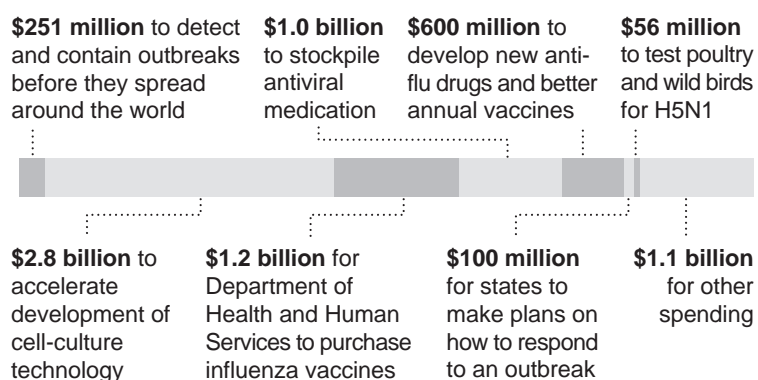 $251 million to detect
and contain outbreaks
before they spread
around the world
$1.0 billion
to stockpile
antiviral
medication
$600 million to
develop new anti-
flu drugs and better
annual vaccines
$56 million
to test poultry
and wild birds
for H5N1
$2.8 billion to
accelerate
development of
cell-culture
technology
$1.2 billion for
Department of
Health and Human
Services to purchase
influenza vaccines
$100 million
for states to
make plans on
how to respond
to an outbreak
$1.1 billion
for other
spending